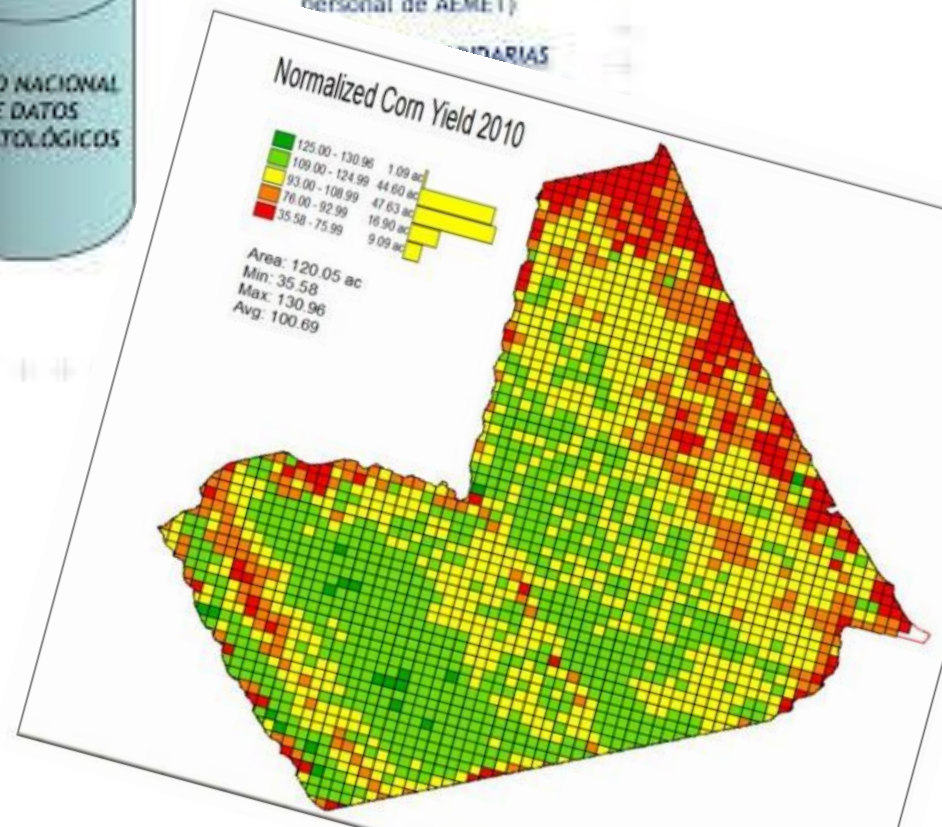 personal de AEMET)
NACIONAL
DATOS
Normalized Corn Yield 2010
125.00 - 130.96 1.09 ac
109.00 - 124.99 44.60 ac
93.00 - 108.99 47.63 ac
76.00 - 92.99 16.90 ac
35.58 - 75.99 9.09 ac
Area: 120.05 ac
Min: 35.58
Max: 130.96
Avg: 100.69